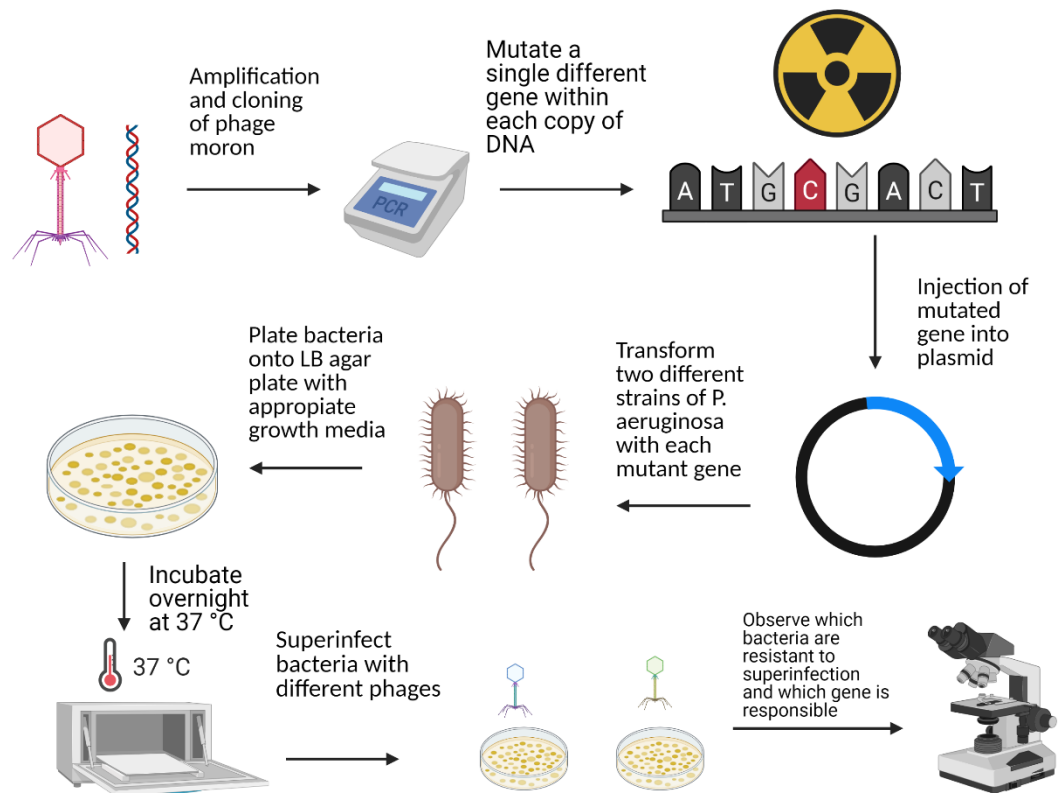 Amplification
and cloning
of phage
moron
PCR
Mutate a
single different
gene within
each copy of
DNA
A T G C G A C T
Injection of
mutated
gene into
plasmid
Transform
two different
strains of P.
aeruginosa
with each
mutant gene
Plate bacteria
onto LB agar
plate with
appropiate
growth media
Incubate
overnight
at 37 °C
37 °C
Superinfect
bacteria with
different phages
Observe which
bacteria are
resistant to
superinfection
and which gene is
responsible